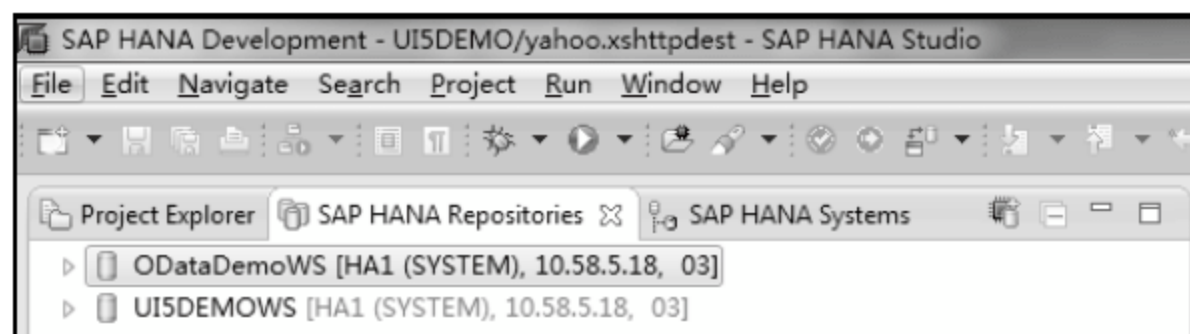 SAP HANA Development - UI5DEMO/yahoo.xshttpdest - SAP HANA Studio
File Edit Navigate Search Project Run Window Help
Project Explorer SAP HANA Repositories SAP HANA Systems
ODataDemoWS [HA1 (SYSTEM), 10.58.5.18, 03]
UI5DEMOWS [HA1 (SYSTEM), 10.58.5.18, 03]